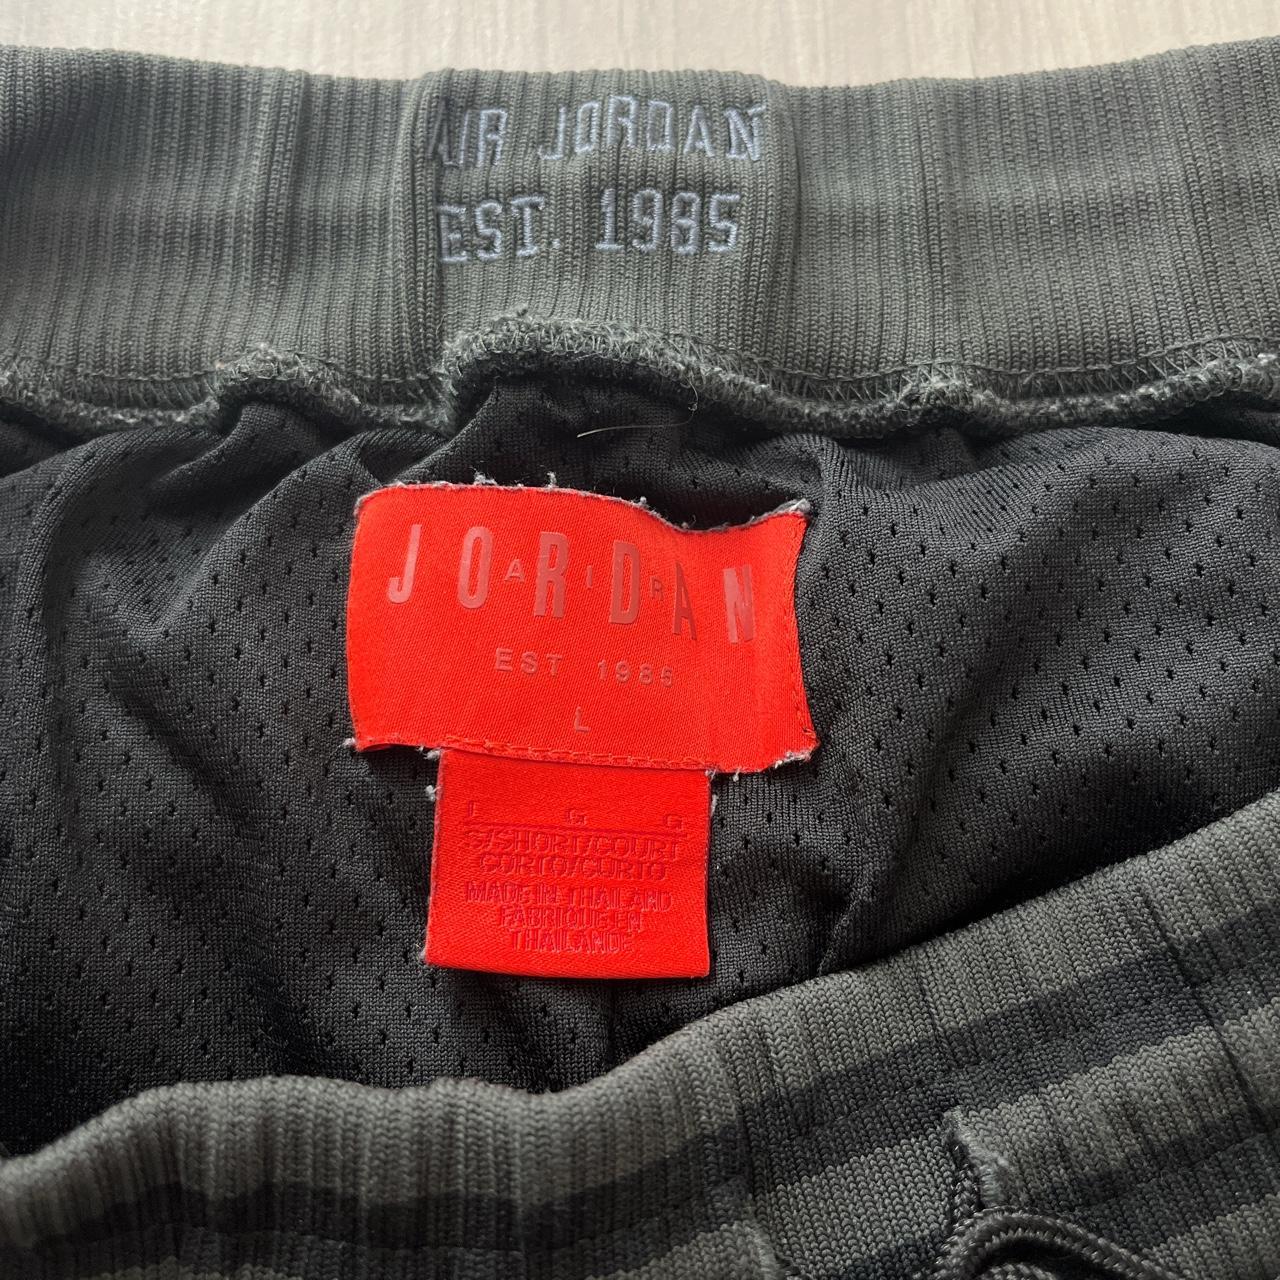 AIR JORDAN
EST. 1985
JORDAN
AIR
EST 1985
L
L G G
S/SHORT/COURT
CORTO/CURTO
MADE IN THAILAND
FABRIQUE EN
THAILANDE